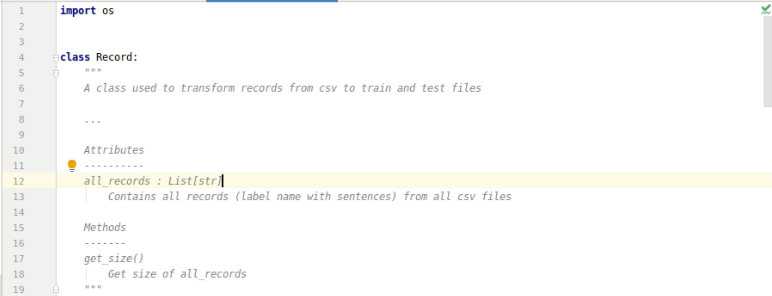 1 import os
2
3
4 class Record:
5 """
6 A class used to transform records from csv to train and test files
7
8 ...
9
10 Attributes
11 ----------
12 all_records : List[str]
13 Contains all records (label name with sentences) from all csv files
14
15 Methods
16 -------
17 get_size()
18 Get size of all_records
19 """